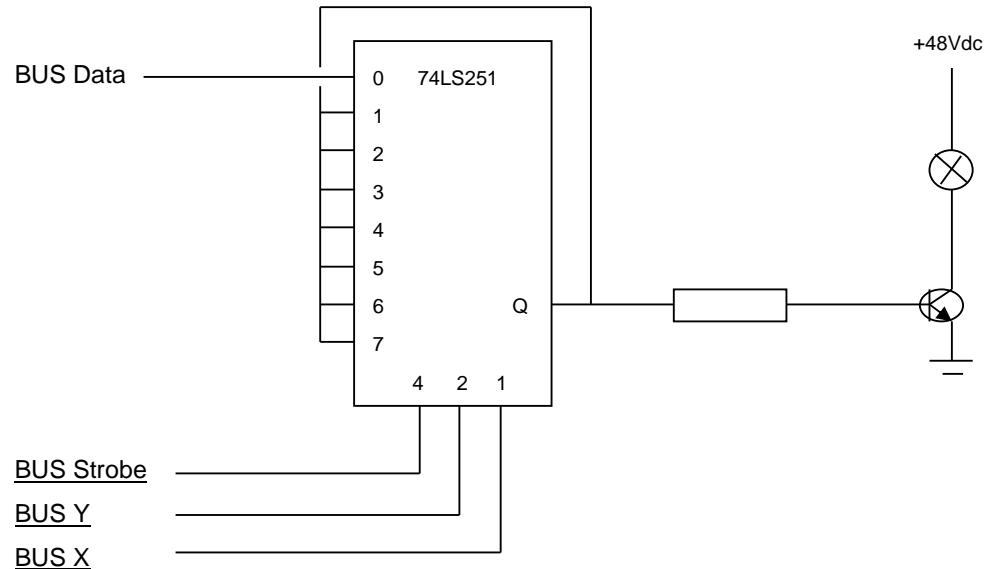 +48Vdc
BUS Data
0 74LS251
1
2
3
4
5
6 Q
7
4 2 1
BUS Strobe
BUS Y
BUS X